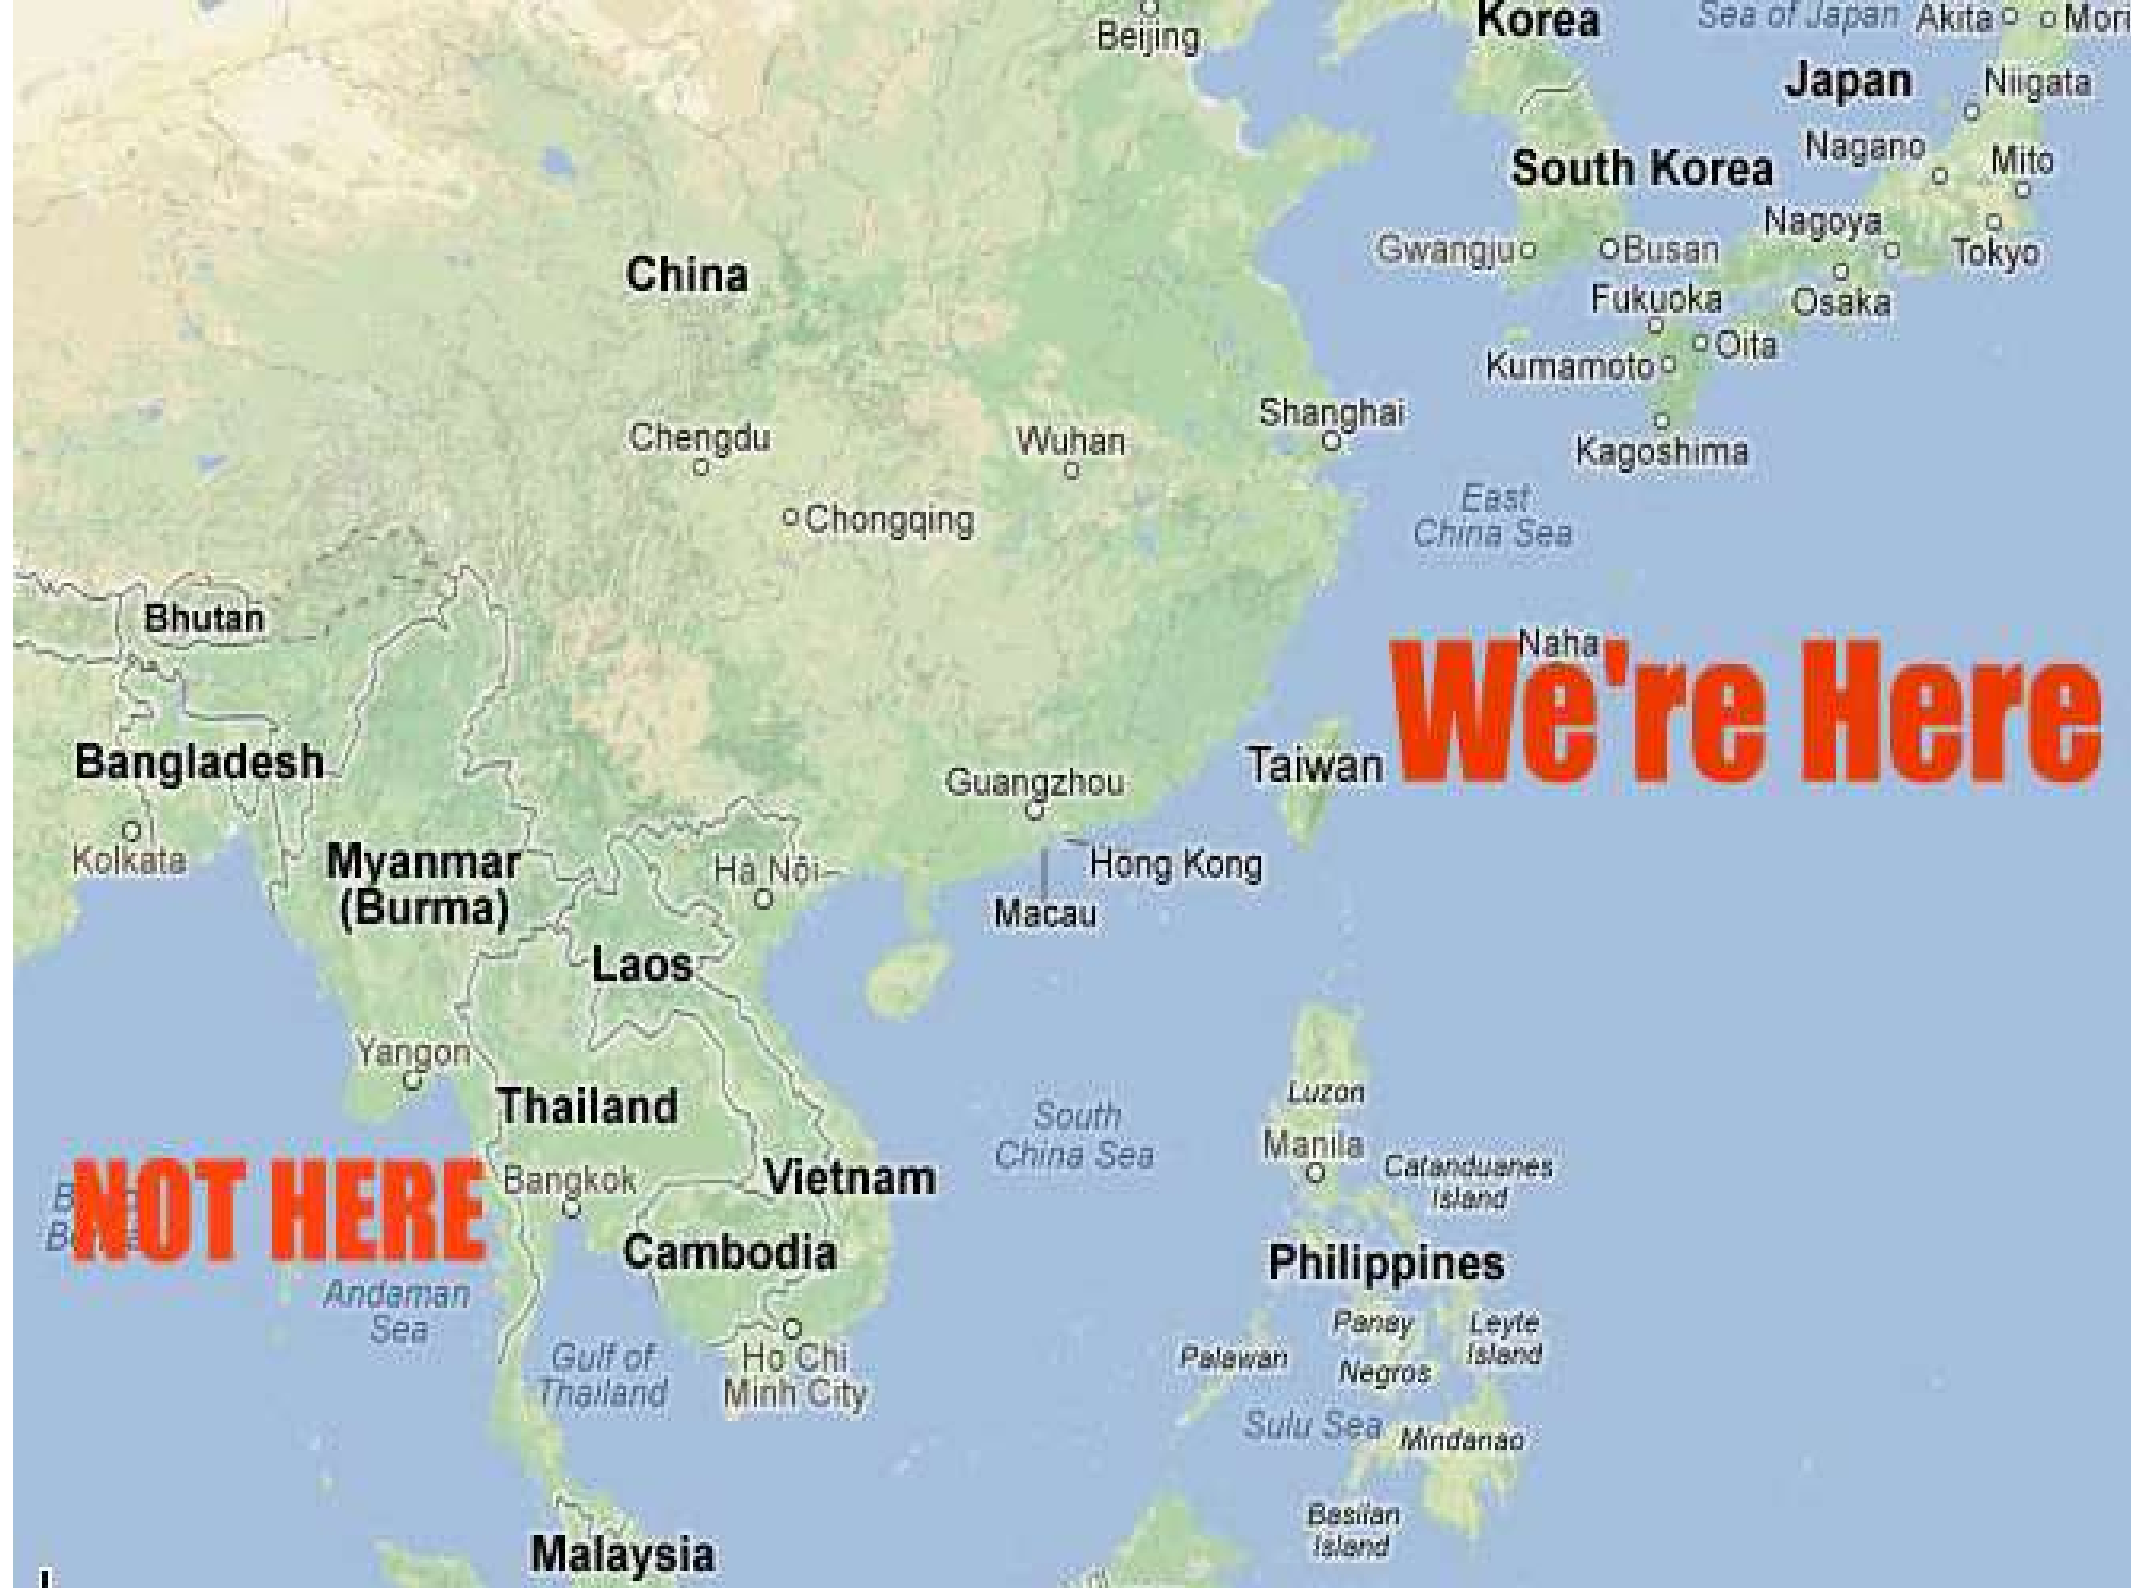 Beijing
Korea
Sea of Japan
Akita
Mori
Japan
Niigata
Nagano
Mito
South Korea
Nagoya
Tokyo
Gwangju
Busan
China
Fukuoka
Osaka
Oita
Kumamoto
Shanghai
Chengdu
Wuhan
Kagoshima
East
China Sea
Chongqing
Bhutan
Naha
We're Here
Bangladesh
Taiwan
Guangzhou
Kolkata
Myanmar
(Burma)
Hà Nội
Hong Kong
Macau
Laos
Yangon
Luzon
Thailand
South
China Sea
Manila
Catanduanes
Island
NOT HERE
Bangkok
Vietnam
Cambodia
Philippines
Andaman
Sea
Panay
Leyte
Island
Gulf of
Thailand
Ho Chi
Minh City
Palawan
Negros
Sulu Sea
Mindanao
Basilan
Island
Malaysia